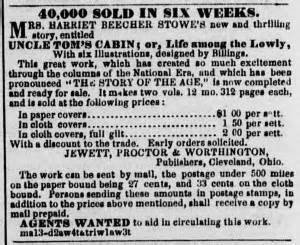 40,000 SOLD IN SIX WEEKS.
MRS. HARRIET BEECHER STOWE'S new and thrilling
story, entitled
UNCLE TOM'S CABIN; or, Life among the Lowly,
With six Illustrations, designed by Billings.
This great work, which has created so much excitement
through the columns of the National Era, and which has been
pronounced "THE STORY OF THE AGE," is now completed
and ready for sale. It makes two vols. 12 mo. 312 pages each,
and is sold at the following prices:
In paper covers.....................$1 00 per sett.
In cloth covers..................... 1 50 per sett.
In cloth covers, full gilt........... 2 00 per sett.
With a discount to the trade. Early orders solicited.
JEWETT, PROCTOR & WORTHINGTON,
Publishers, Cleveland, Ohio.
The work can be sent by mail, the postage under 500 miles
on the paper bound being 27 cents, and 33 cents on the cloth
bound. Persons sending these amounts in postage stamps, in
addition to the prices above mentioned, shall receive a copy by
mail prepaid.
AGENTS WANTED to aid in circulating this work.
ma13-d2aw4tatriw1aw3t